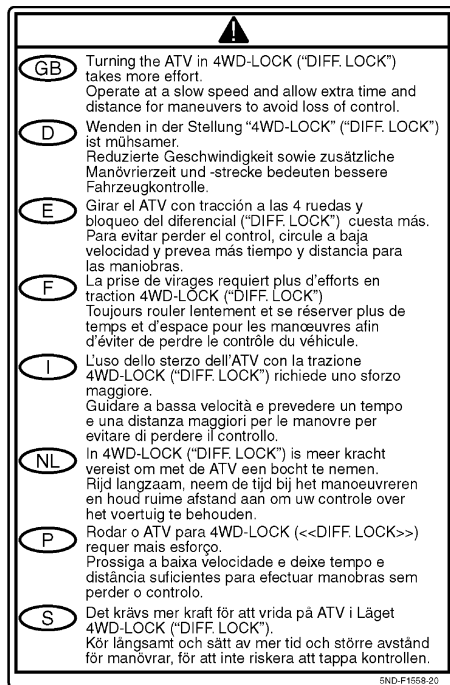 GB
Turning the ATV in 4WD-LOCK (“DIFF. LOCK”)
takes more effort.
Operate at a slow speed and allow extra time and
distance for maneuvers to avoid loss of control.
D
Wenden in der Stellung “4WD-LOCK” (“DIFF. LOCK”)
ist mühsamer.
Reduzierte Geschwindigkeit sowie zusätzliche
Manövrierzeit und -strecke bedeuten bessere
Fahrzeugkontrolle.
E
Girar el ATV con tracción a las 4 ruedas y
bloqueo del diferencial (“DIFF. LOCK”) cuesta más.
Para evitar perder el control, circule a baja
velocidad y prevea más tiempo y distancia para
las maniobras.
F
La prise de virages requiert plus d’efforts en
traction 4WD-LOCK (“DIFF. LOCK”)
Toujours rouler lentement et se réserver plus de
temps et d’espace pour les manœuvres afin
d’éviter de perdre le contrôle du véhicule.
I
L’uso dello sterzo dell’ATV con la trazione
4WD-LOCK (“DIFF. LOCK”) richiede uno sforzo
maggiore.
Guidare a bassa velocità e prevedere un tempo
e una distanza maggiori per le manovre per
evitare di perdere il controllo.
NL
In 4WD-LOCK (“DIFF. LOCK”) is meer kracht
vereist om met de ATV een bocht te nemen.
Rijd langzaam, neem de tijd bij het manoeuvreren
en houd ruime afstand aan om uw controle over
het voertuig te behouden.
P
Rodar o ATV para 4WD-LOCK (<<DIFF. LOCK>>)
requer mais esforço.
Prossiga a baixa velocidade e deixe tempo e
distância suficientes para efectuar manobras sem
perder o controlo.
S
Det krävs mer kraft för att vrida på ATV i Läget
4WD-LOCK (“DIFF. LOCK”).
Kör långsamt och sätt av mer tid och större avstånd
för manövrar, för att inte riskera att tappa kontrollen.
5ND-F1558-20